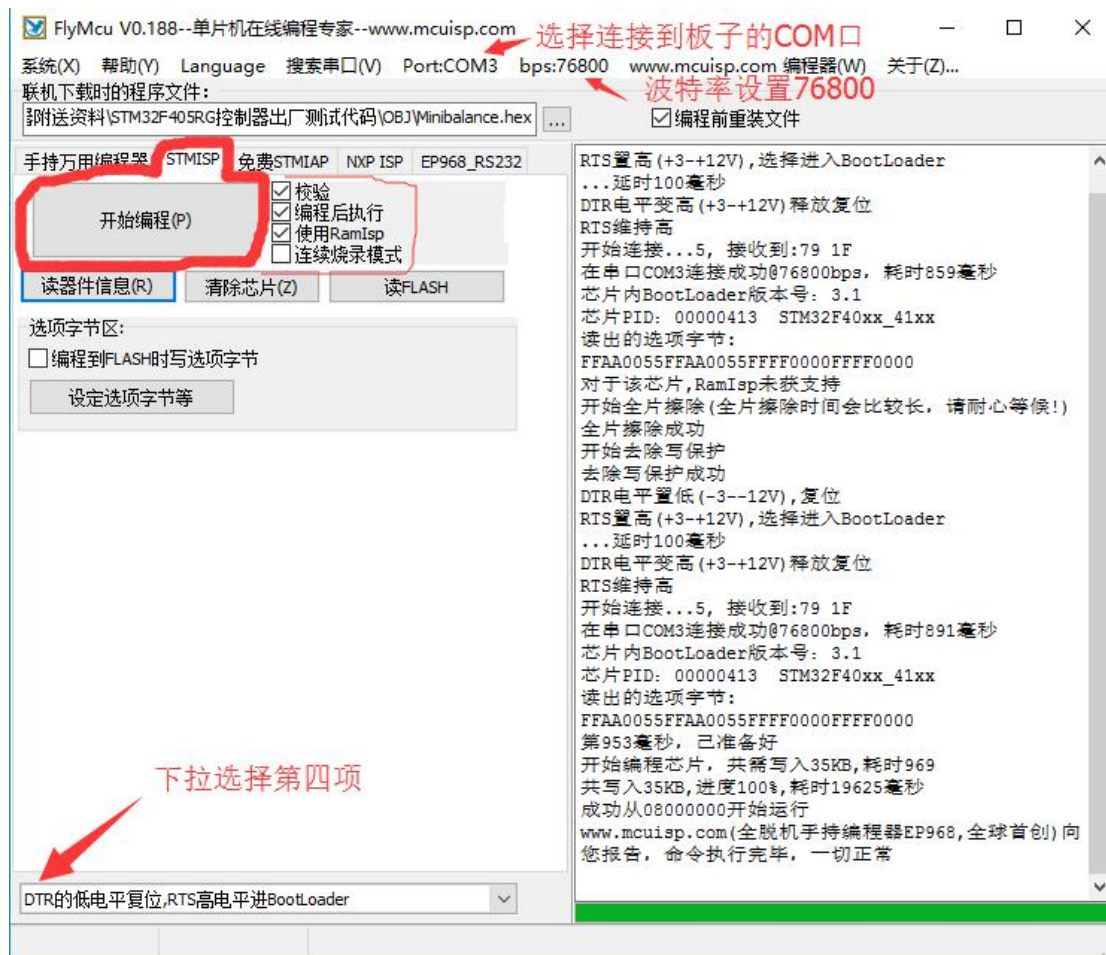 FlyMcu V0.188--单片机在线编程专家--www.mcuisp.com
选择连接到板子的COM口
系统(X) 帮助(Y) Language 搜索串口(V) Port:COM3 bps:76800 www.mcuisp.com 编程器(W) 关于(Z)...
联机下载时的程序文件:
波特率设置76800
附送资料\STM32F405RG控制器出厂测试代码\OBJ\Minibalance.hex ... 编程前重装文件
手持万用编程器 STMISP 免费STMIAP NXP ISP EP968_RS232
开始编程(P)
校验
编程后执行
使用RamIsp
连续烧录模式
读器件信息(R) 清除芯片(Z) 读FLASH
选项字节区:
编程到FLASH时写选项字节
设定选项字节等
下拉选择第四项
DTR的低电平复位,RTS高电平进BootLoader
RTS置高(+3-+12V),选择进入BootLoader
...延时100毫秒
DTR电平变高(+3-+12V)释放复位
RTS维持高
开始连接...5, 接收到:79 1F
在串口COM3连接成功@76800bps, 耗时859毫秒
芯片内BootLoader版本号: 3.1
芯片PID: 00000413 STM32F40xx_41xx
读出的选项字节:
FFAA0055FFAA0055FFFF0000FFFF0000
对于该芯片,RamIsp未获支持
开始全片擦除(全片擦除时间会比较长, 请耐心等候!)
全片擦除成功
开始去除写保护
去除写保护成功
DTR电平置低(-3--12V),复位
RTS置高(+3-+12V),选择进入BootLoader
...延时100毫秒
DTR电平变高(+3-+12V)释放复位
RTS维持高
开始连接...5, 接收到:79 1F
在串口COM3连接成功@76800bps, 耗时891毫秒
芯片内BootLoader版本号: 3.1
芯片PID: 00000413 STM32F40xx_41xx
读出的选项字节:
FFAA0055FFAA0055FFFF0000FFFF0000
第953毫秒, 已准备好
开始编程芯片, 共需写入35KB,耗时969
共写入35KB,进度100%,耗时19625毫秒
成功从08000000开始运行
www.mcuisp.com(全脱机手持编程器EP968,全球首创)向
您报告, 命令执行完毕, 一切正常